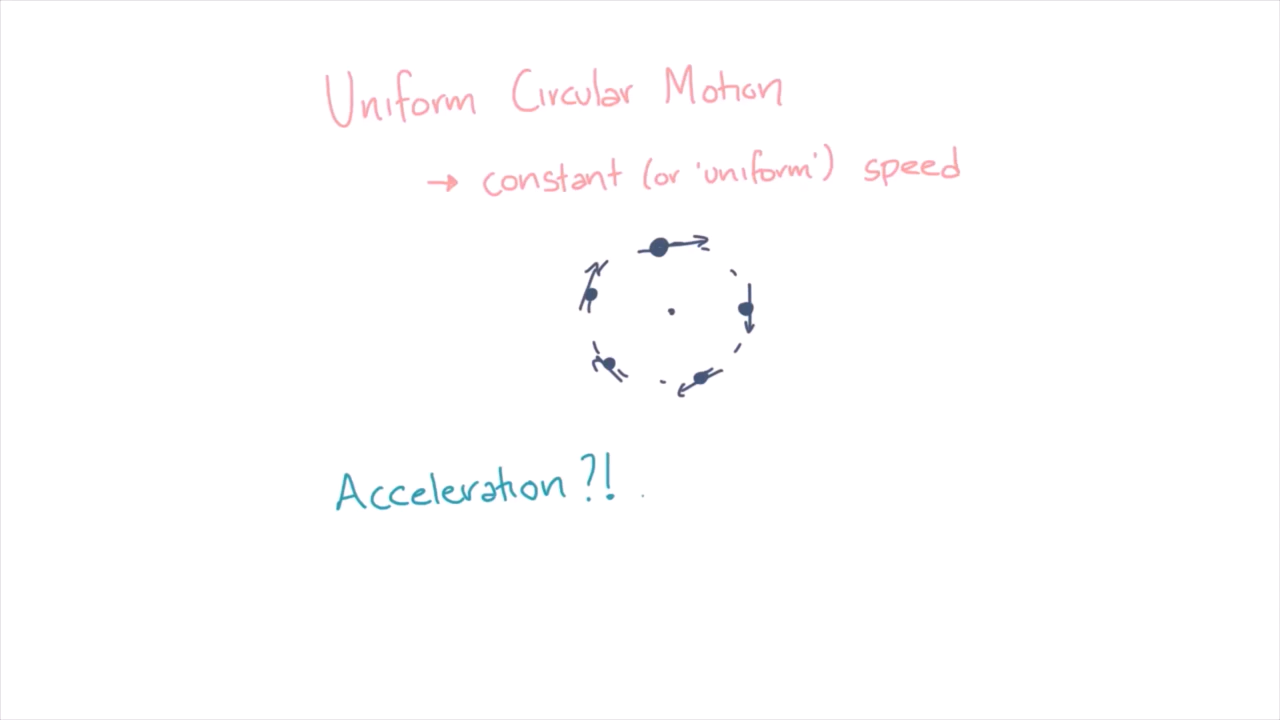 Uniform Circular Motion
→ constant (or 'uniform') speed
Acceleration?!